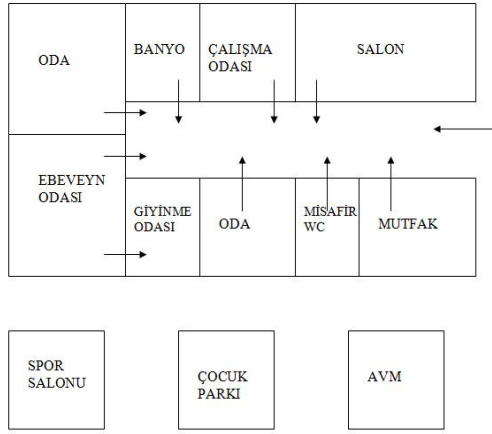 ODA
BANYO
ÇALIŞMA
ODASI
SALON
EBEVEYN
ODASI
GİYİNME
ODASI
ODA
MİSAFİR
WC
MUTFAK
SPOR
SALONU
ÇOCUK
PARKI
AVM